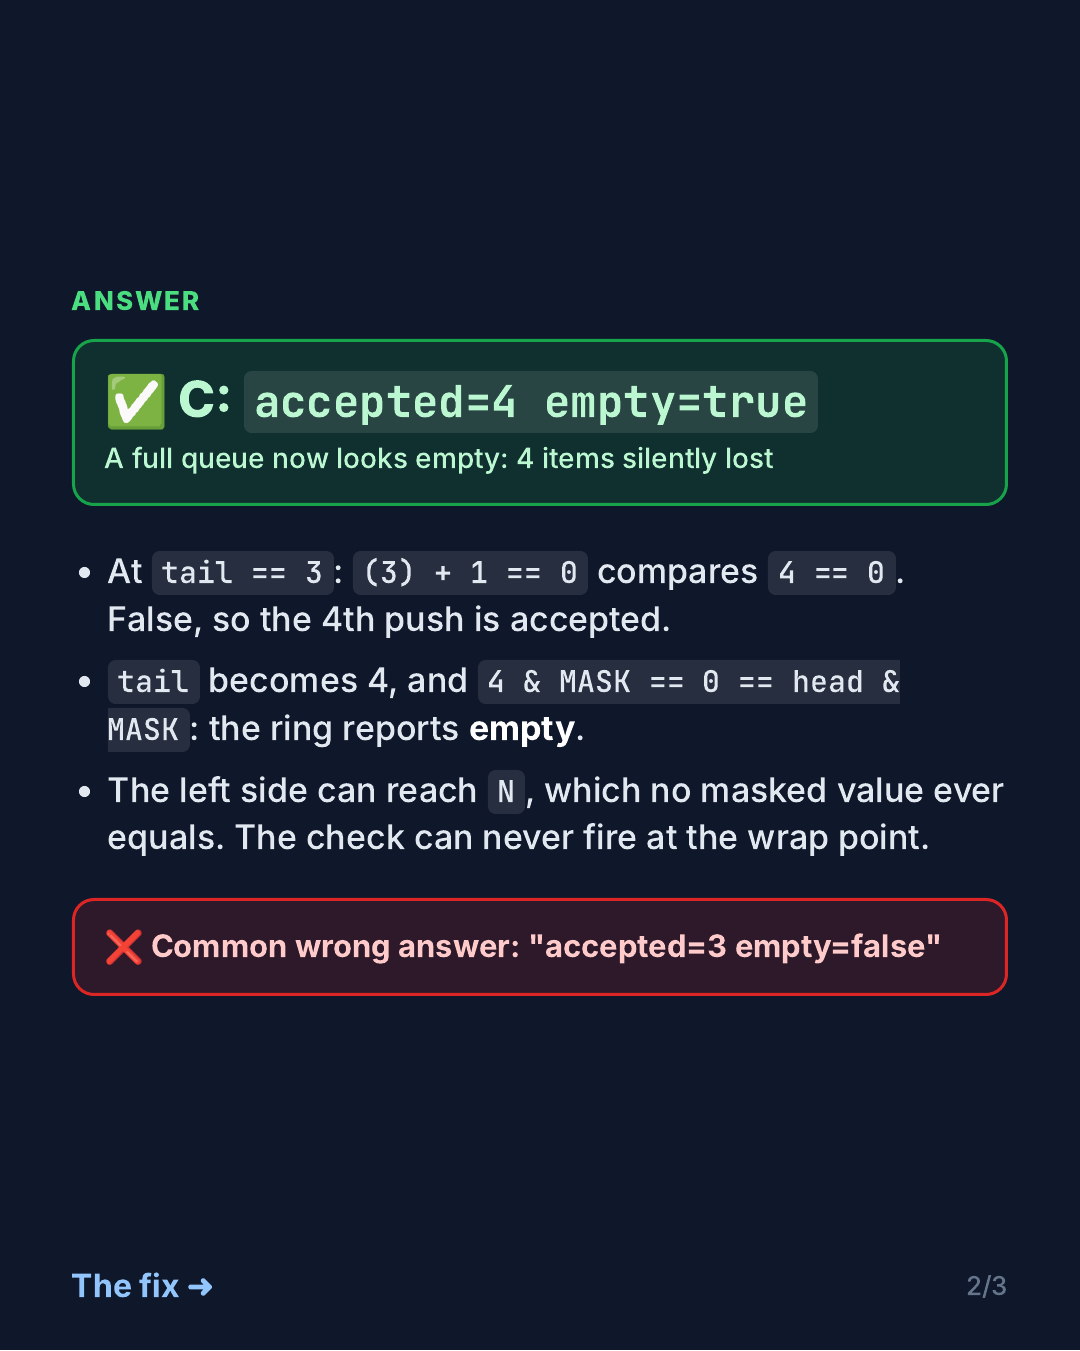 ANSWER
✅ C: accepted=4 empty=true
A full queue now looks empty: 4 items silently lost
• At tail == 3: (3) + 1 == 0 compares 4 == 0.
False, so the 4th push is accepted.
• tail becomes 4, and 4 & MASK == 0 == head &
MASK: the ring reports empty.
• The left side can reach N, which no masked value ever
equals. The check can never fire at the wrap point.
❌ Common wrong answer: "accepted=3 empty=false"
The fix ➜
2/3